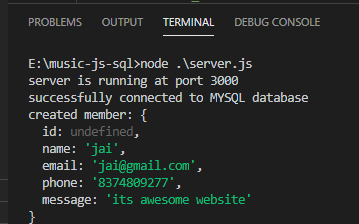 PROBLEMS OUTPUT TERMINAL DEBUG CONSOLE
E:\music-js-sql>node .\server.js
server is running at port 3000
successfully connected to MYSQL database
created member: {
  id: undefined,
  name: 'jai',
  email: 'jai@gmail.com',
  phone: '8374809277',
  message: 'its awesome website'
}